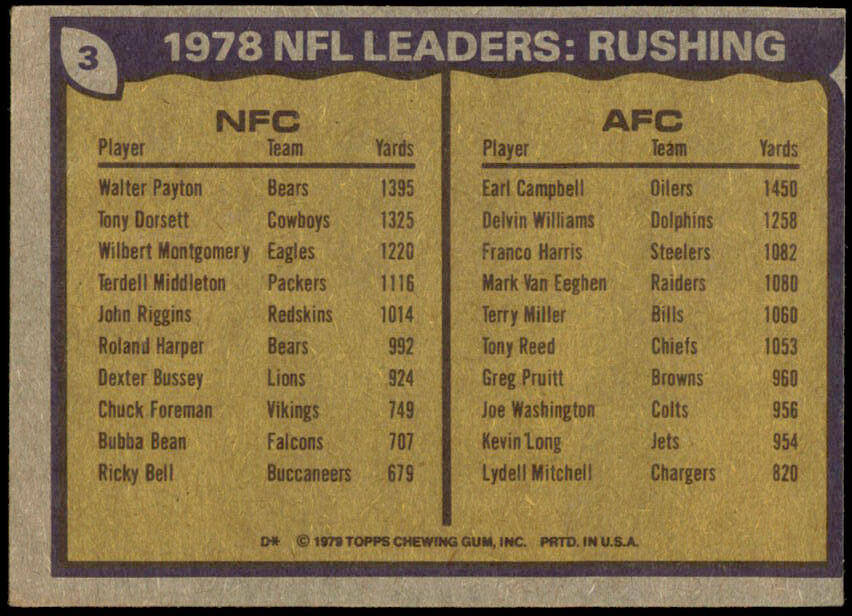 3
1978 NFL LEADERS: RUSHING
NFC
Player Team Yards
Walter Payton Bears 1395
Tony Dorsett Cowboys 1325
Wilbert Montgomery Eagles 1220
Terdell Middleton Packers 1116
John Riggins Redskins 1014
Roland Harper Bears 992
Dexter Bussey Lions 924
Chuck Foreman Vikings 749
Bubba Bean Falcons 707
Ricky Bell Buccaneers 679
AFC
Player Team Yards
Earl Campbell Oilers 1450
Delvin Williams Dolphins 1258
Franco Harris Steelers 1082
Mark Van Eeghen Raiders 1080
Terry Miller Bills 1060
Tony Reed Chiefs 1053
Greg Pruitt Browns 960
Joe Washington Colts 956
Kevin Long Jets 954
Lydell Mitchell Chargers 820
D* © 1979 TOPPS CHEWING GUM, INC. PRTD. IN U.S.A.